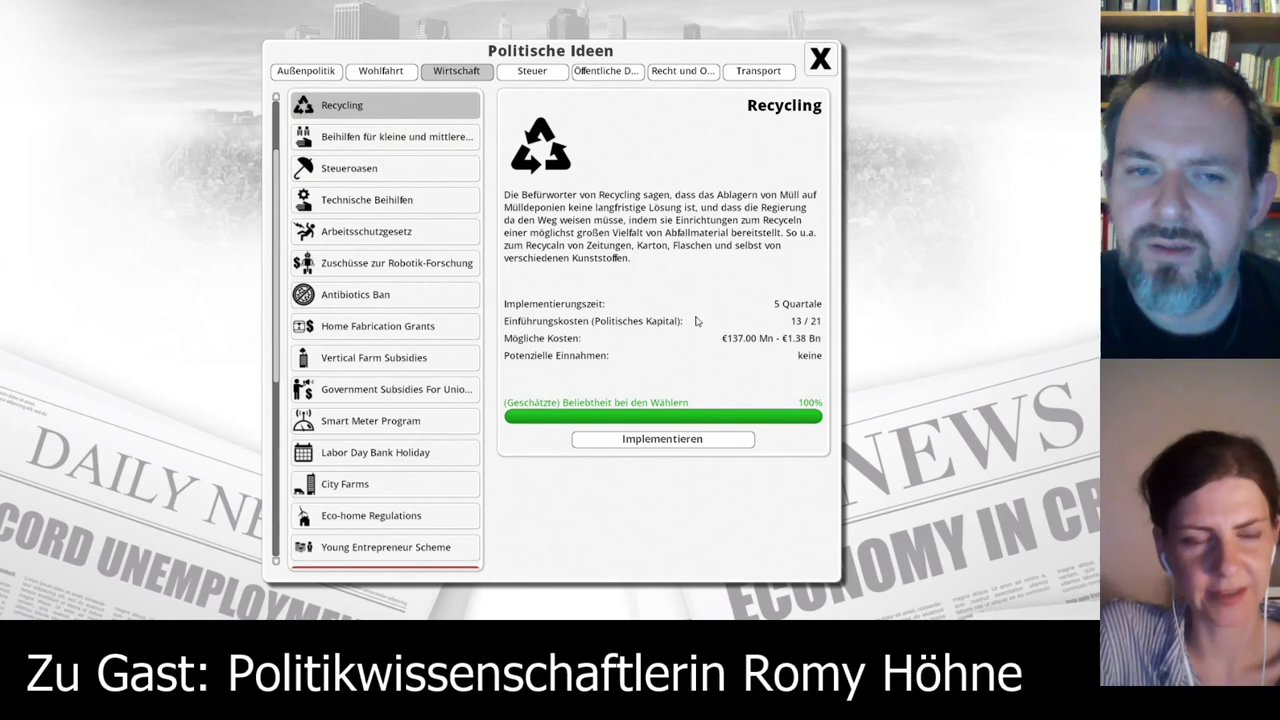 Politische Ideen
X
Außenpolitik
Wohlfahrt
Wirtschaft
Steuer
Öffentliche D...
Recht und O...
Transport
Recycling
Beihilfen für kleine und mittlere...
Steueroasen
Technische Beihilfen
Arbeitsschutzgesetz
Zuschüsse zur Robotik-Forschung
Antibiotics Ban
Home Fabrication Grants
Vertical Farm Subsidies
Government Subsidies For Unio...
Smart Meter Program
Labor Day Bank Holiday
City Farms
Eco-home Regulations
Young Entrepreneur Scheme
Recycling
Die Befürworter von Recycling sagen, dass das Ablagern von Müll auf
Mülldeponien keine langfristige Lösung ist, und dass die Regierung
da den Weg weisen müsse, indem sie Einrichtungen zum Recyceln
einer möglichst großen Vielfalt von Abfallmaterial bereitstellt. So u.a.
zum Recycaln von Zeitungen, Karton, Flaschen und selbst von
verschiedenen Kunststoffen.
Implementierungszeit: 5 Quartale
Einführungskosten (Politisches Kapital): 13 / 21
Mögliche Kosten: €137.00 Mn - €1.38 Bn
Potenzielle Einnahmen: keine
(Geschätzte) Beliebtheit bei den Wählern 100%
Implementieren
DAILY NE
CORD UNEMPLOYME
NEWS
ECONOMY IN CR
Zu Gast: Politikwissenschaftlerin Romy Höhne